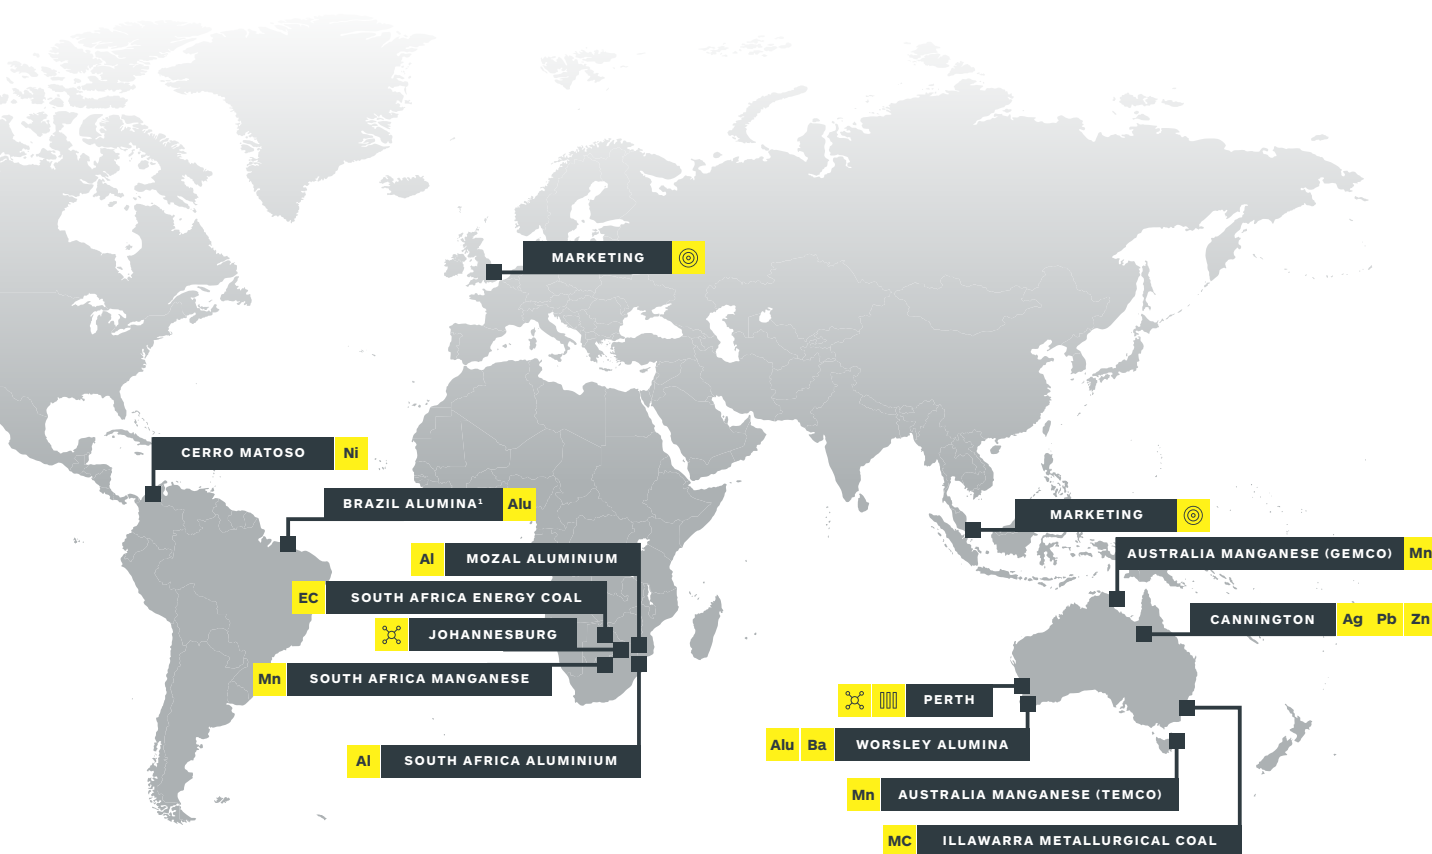 MARKETING
CERRO MATOSO Ni
BRAZIL ALUMINA¹ Alu
MARKETING
AUSTRALIA MANGANESE (GEMCO) Mn
Al MOZAL ALUMINIUM
EC SOUTH AFRICA ENERGY COAL
CANNINGTON Ag Pb Zn
JOHANNESBURG
Mn SOUTH AFRICA MANGANESE
PERTH
Alu Ba WORSLEY ALUMINA
Al SOUTH AFRICA ALUMINIUM
Mn AUSTRALIA MANGANESE (TEMCO)
MC ILLAWARRA METALLURGICAL COAL